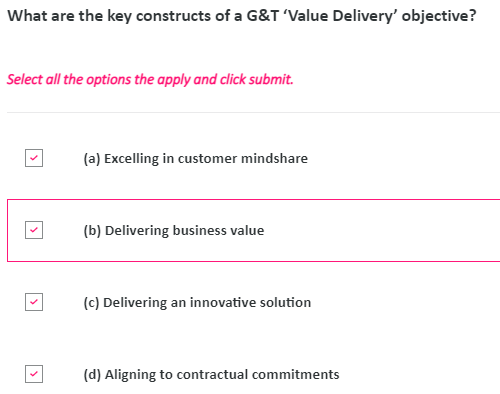 What are the key constructs of a G&T ‘Value Delivery’ objective?
Select all the options the apply and click submit.
(a) Excelling in customer mindshare
(b) Delivering business value
(c) Delivering an innovative solution
(d) Aligning to contractual commitments